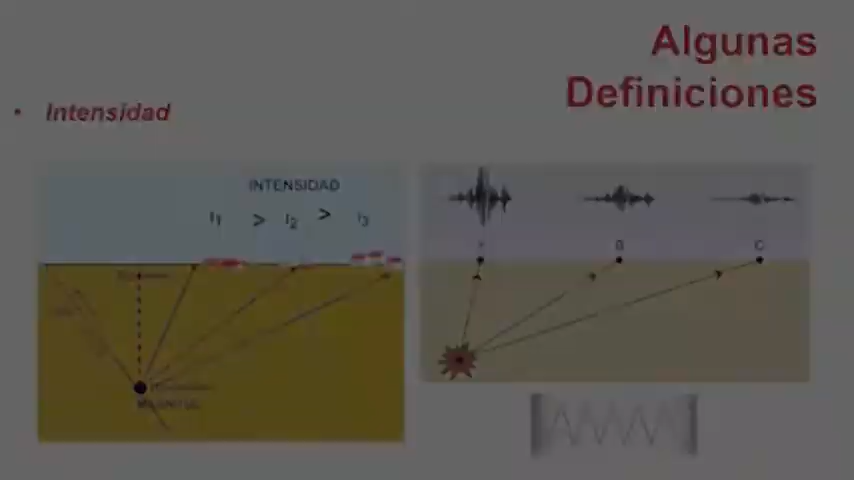 Algunas
Definiciones
• Intensidad
INTENSIDAD
I1 > I2 > I3
A B C